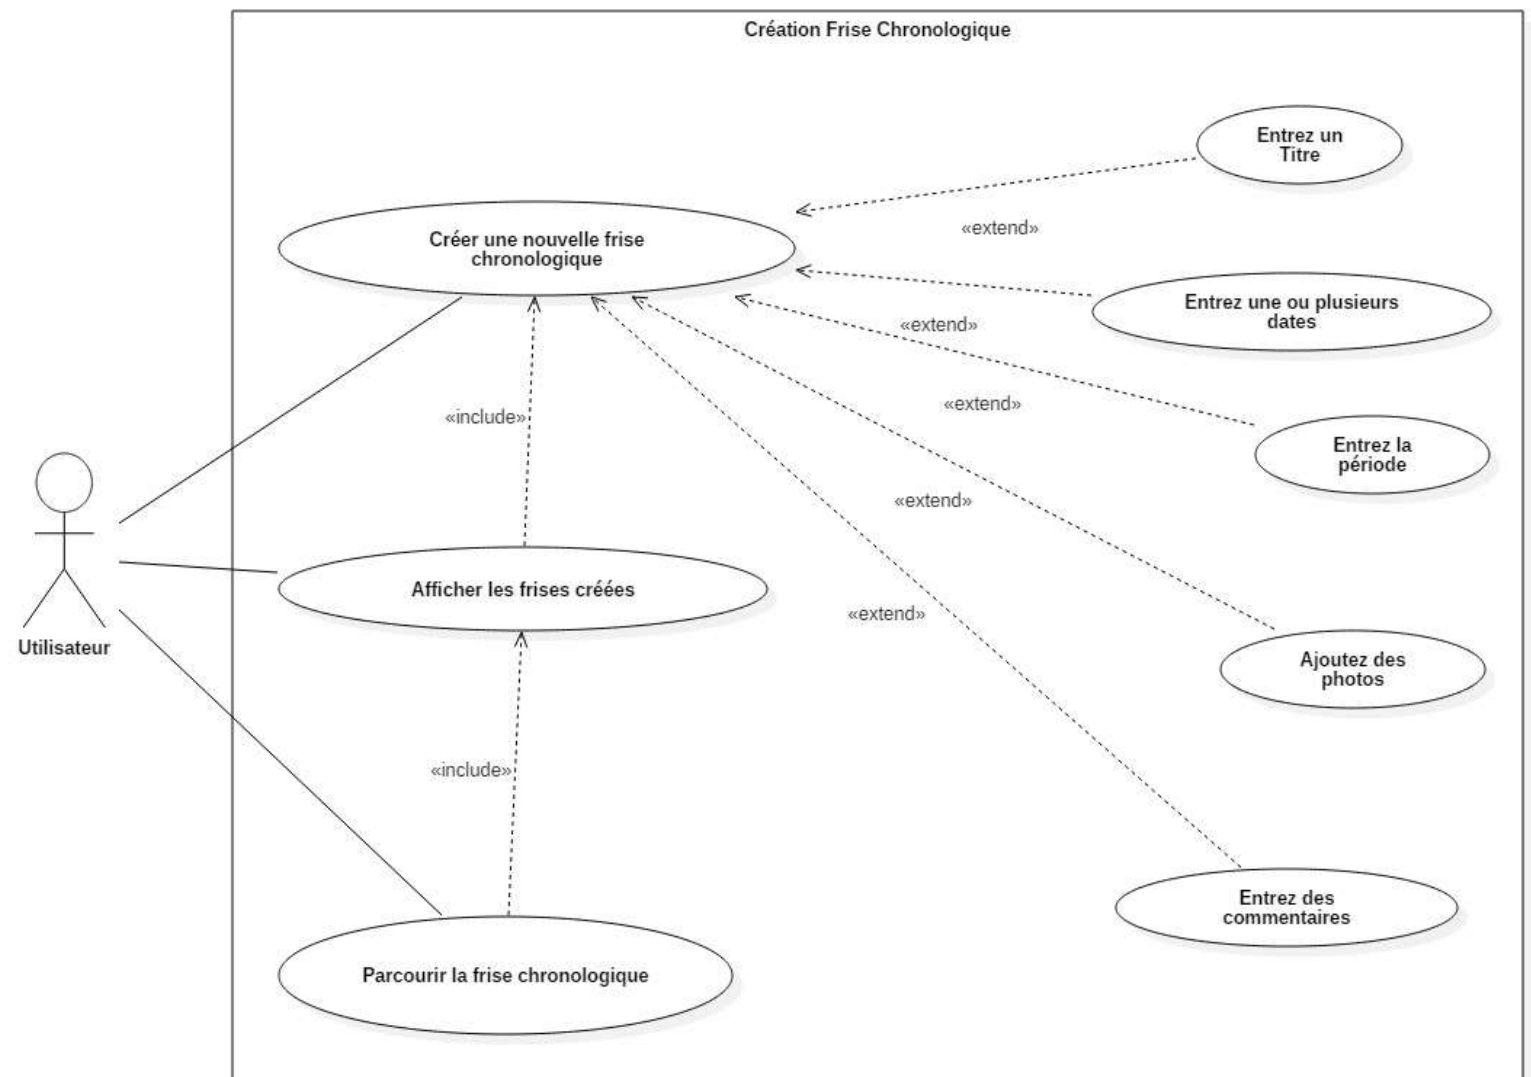 Création Frise Chronologique
Entrez un
Titre
«extend»
Créer une nouvelle frise
chronologique
Entrez une ou plusieurs
dates
«extend»
«extend»
«include»
Entrez la
période
«extend»
Afficher les frises créées
«extend»
Utilisateur
Ajoutez des
photos
«include»
Entrez des
commentaires
Parcourir la frise chronologique